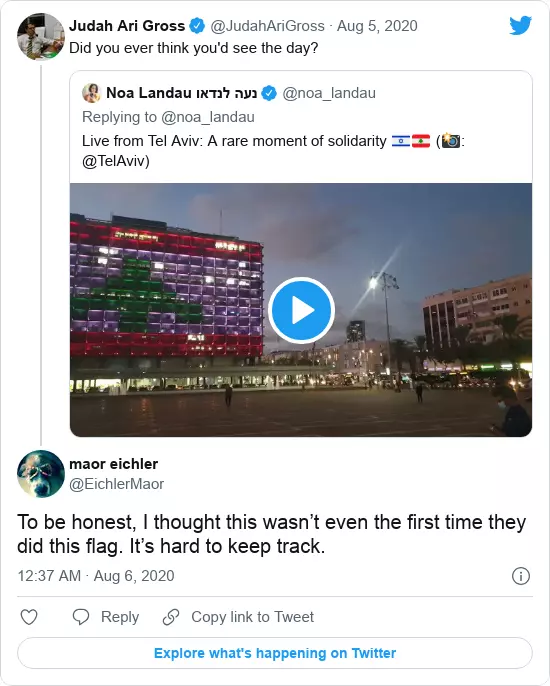 Judah Ari Gross @JudahAriGross · Aug 5, 2020
Did you ever think you'd see the day?
Noa Landau נעה לנדאו @noa_landau
Replying to @noa_landau
Live from Tel Aviv: A rare moment of solidarity 🇮🇱🇱🇧 (📸:
@TelAviv)
maor eichler
@EichlerMaor
To be honest, I thought this wasn’t even the first time they
did this flag. It’s hard to keep track.
12:37 AM · Aug 6, 2020
Reply
Copy link to Tweet
Explore what's happening on Twitter